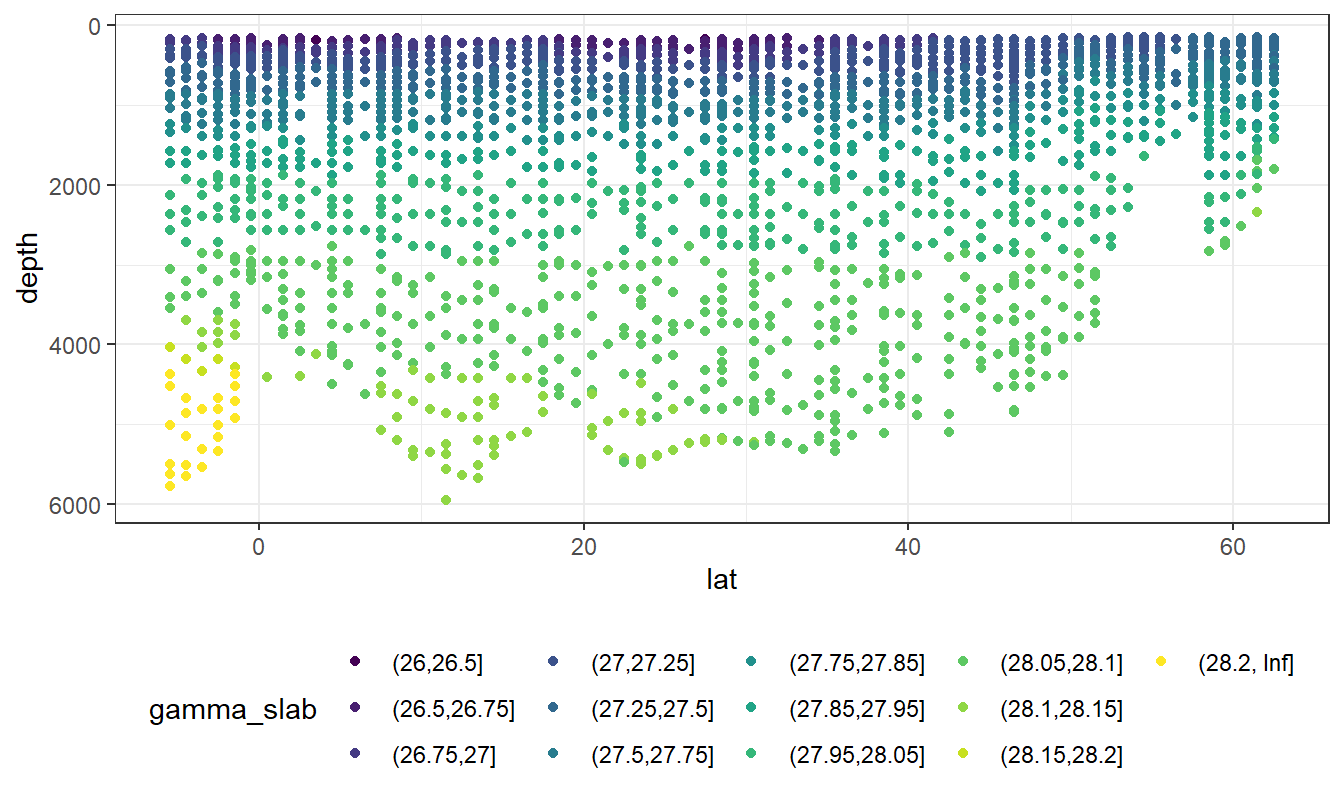 0
2000
4000
6000
depth
0 20 40 60
lat
gamma_slab
(26,26.5] (27,27.25] (27.75,27.85] (28.05,28.1] (28.2, Inf]
(26.5,26.75] (27.25,27.5] (27.85,27.95] (28.1,28.15]
(26.75,27] (27.5,27.75] (27.95,28.05] (28.15,28.2]